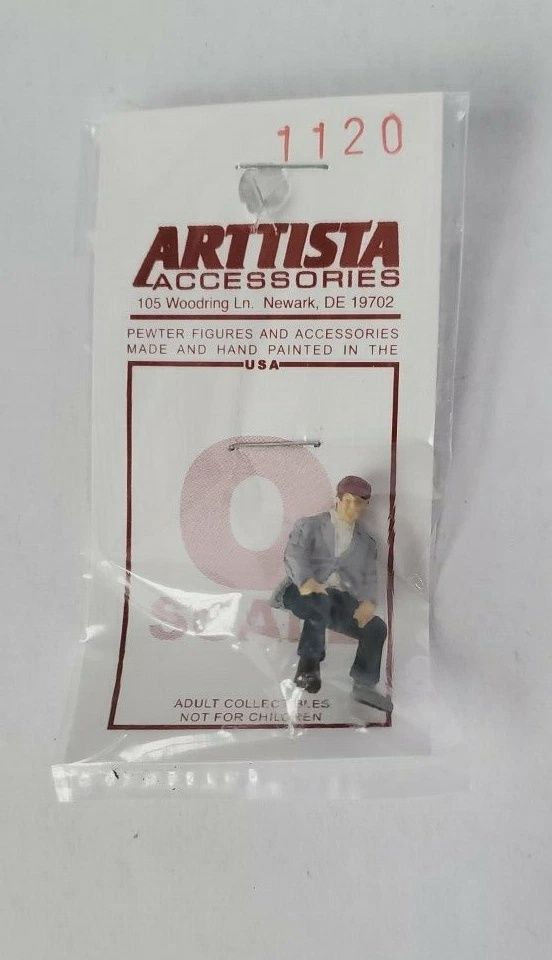 1120
ARTTISTA
ACCESSORIES
105 Woodring Ln. Newark, DE 19702
PEWTER FIGURES AND ACCESSORIES
MADE AND HAND PAINTED IN THE
USA
O
SCALE
ADULT COLLECTIBLES
NOT FOR CHILDREN